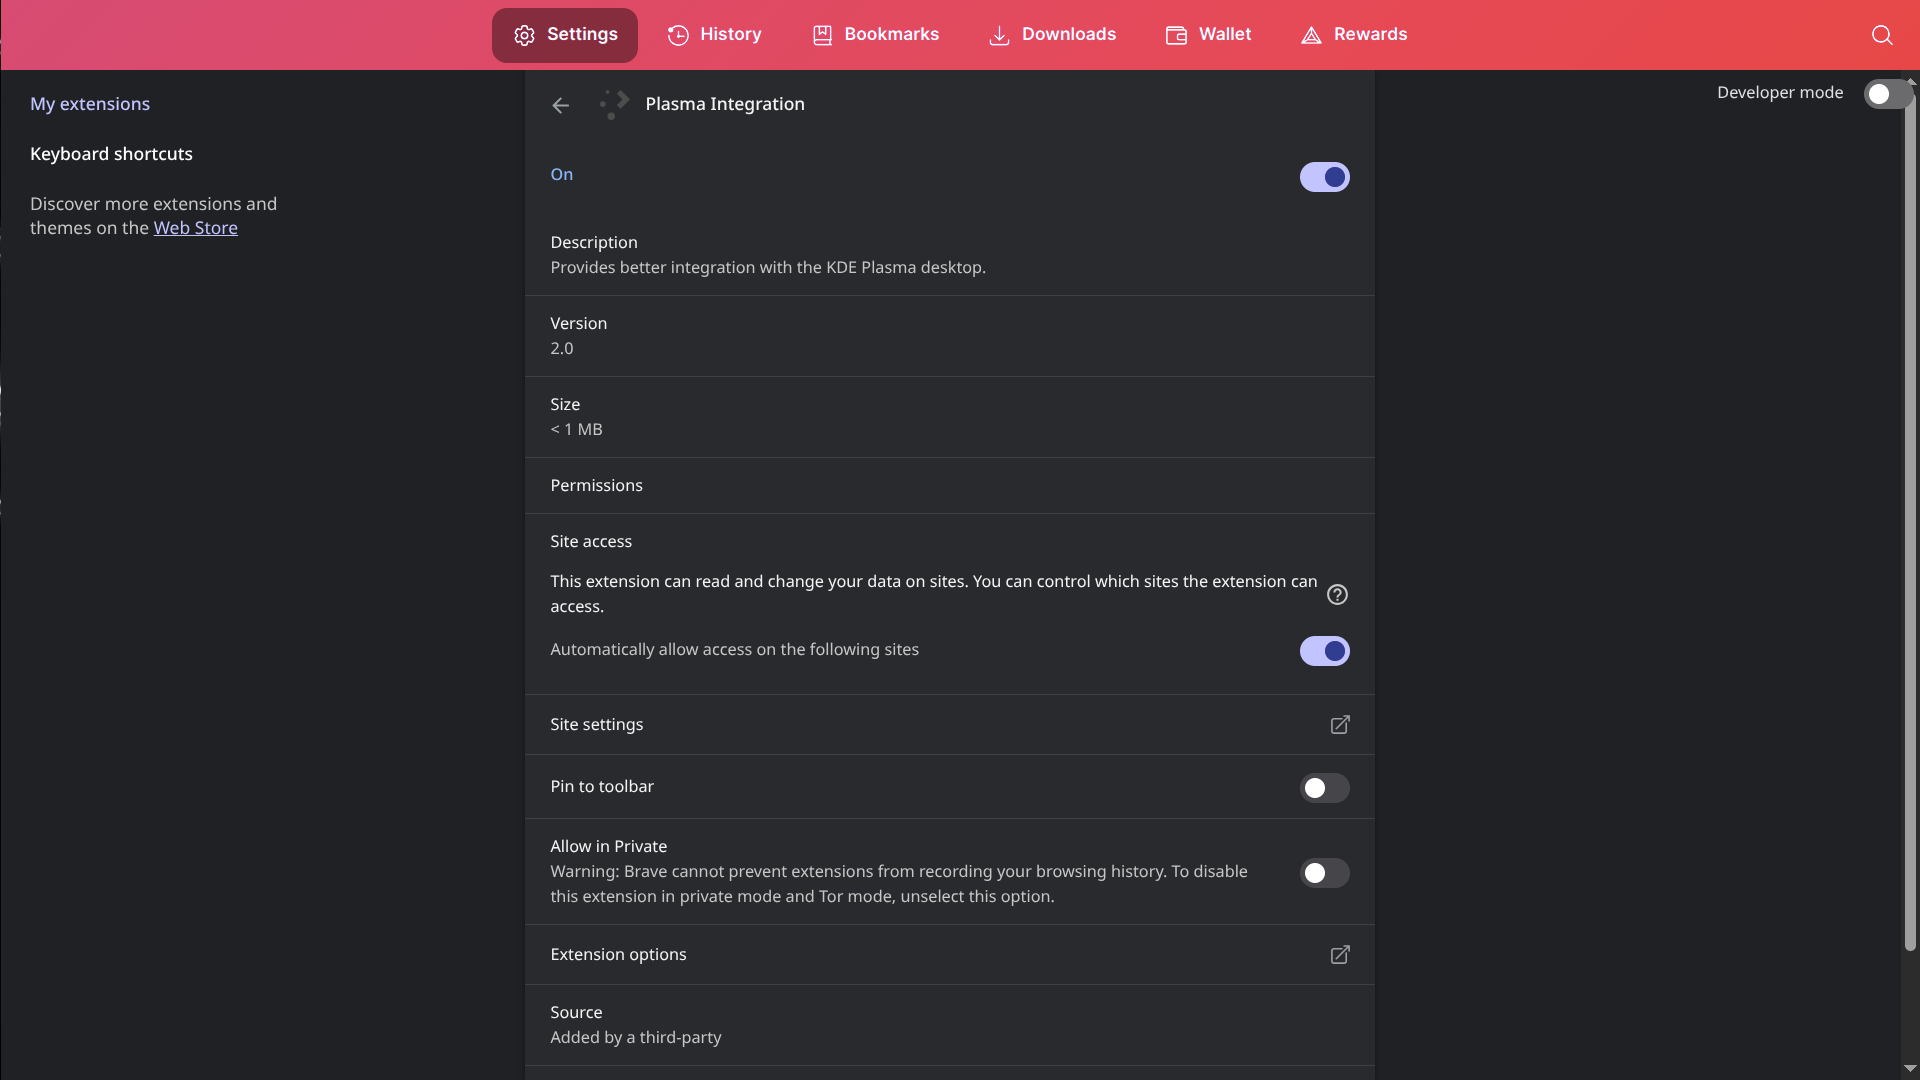 Settings
History
Bookmarks
Downloads
Wallet
Rewards
My extensions
Keyboard shortcuts
Discover more extensions and
themes on the Web Store
Plasma Integration
Developer mode
On
Description
Provides better integration with the KDE Plasma desktop.
Version
2.0
Size
< 1 MB
Permissions
Site access
This extension can read and change your data on sites. You can control which sites the extension can
access.
Automatically allow access on the following sites
Site settings
Pin to toolbar
Allow in Private
Warning: Brave cannot prevent extensions from recording your browsing history. To disable
this extension in private mode and Tor mode, unselect this option.
Extension options
Source
Added by a third-party